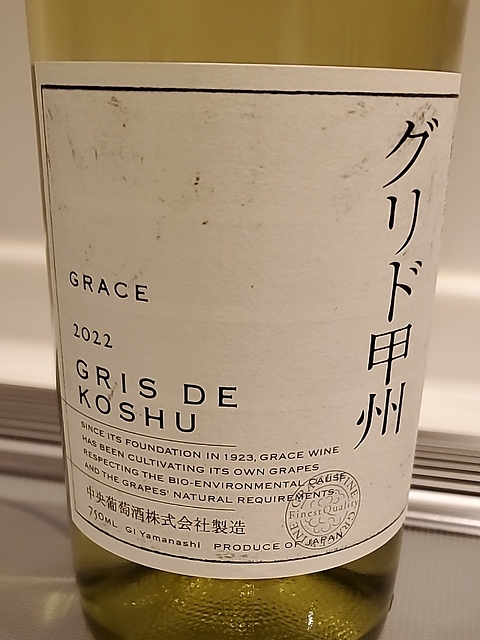 グリド甲州
GRACE
2022
GRIS DE
KOSHU
SINCE ITS FOUNDATION IN 1923, GRACE WINE
HAS BEEN CULTIVATING ITS OWN GRAPES
RESPECTING THE BIO-ENVIRONMENTAL CAUSE
AND THE GRAPES' NATURAL REQUIREMENTS.
中央葡萄酒株式会社製造
750ML GI Yamanashi PRODUCE OF JAPAN
Finest Quality